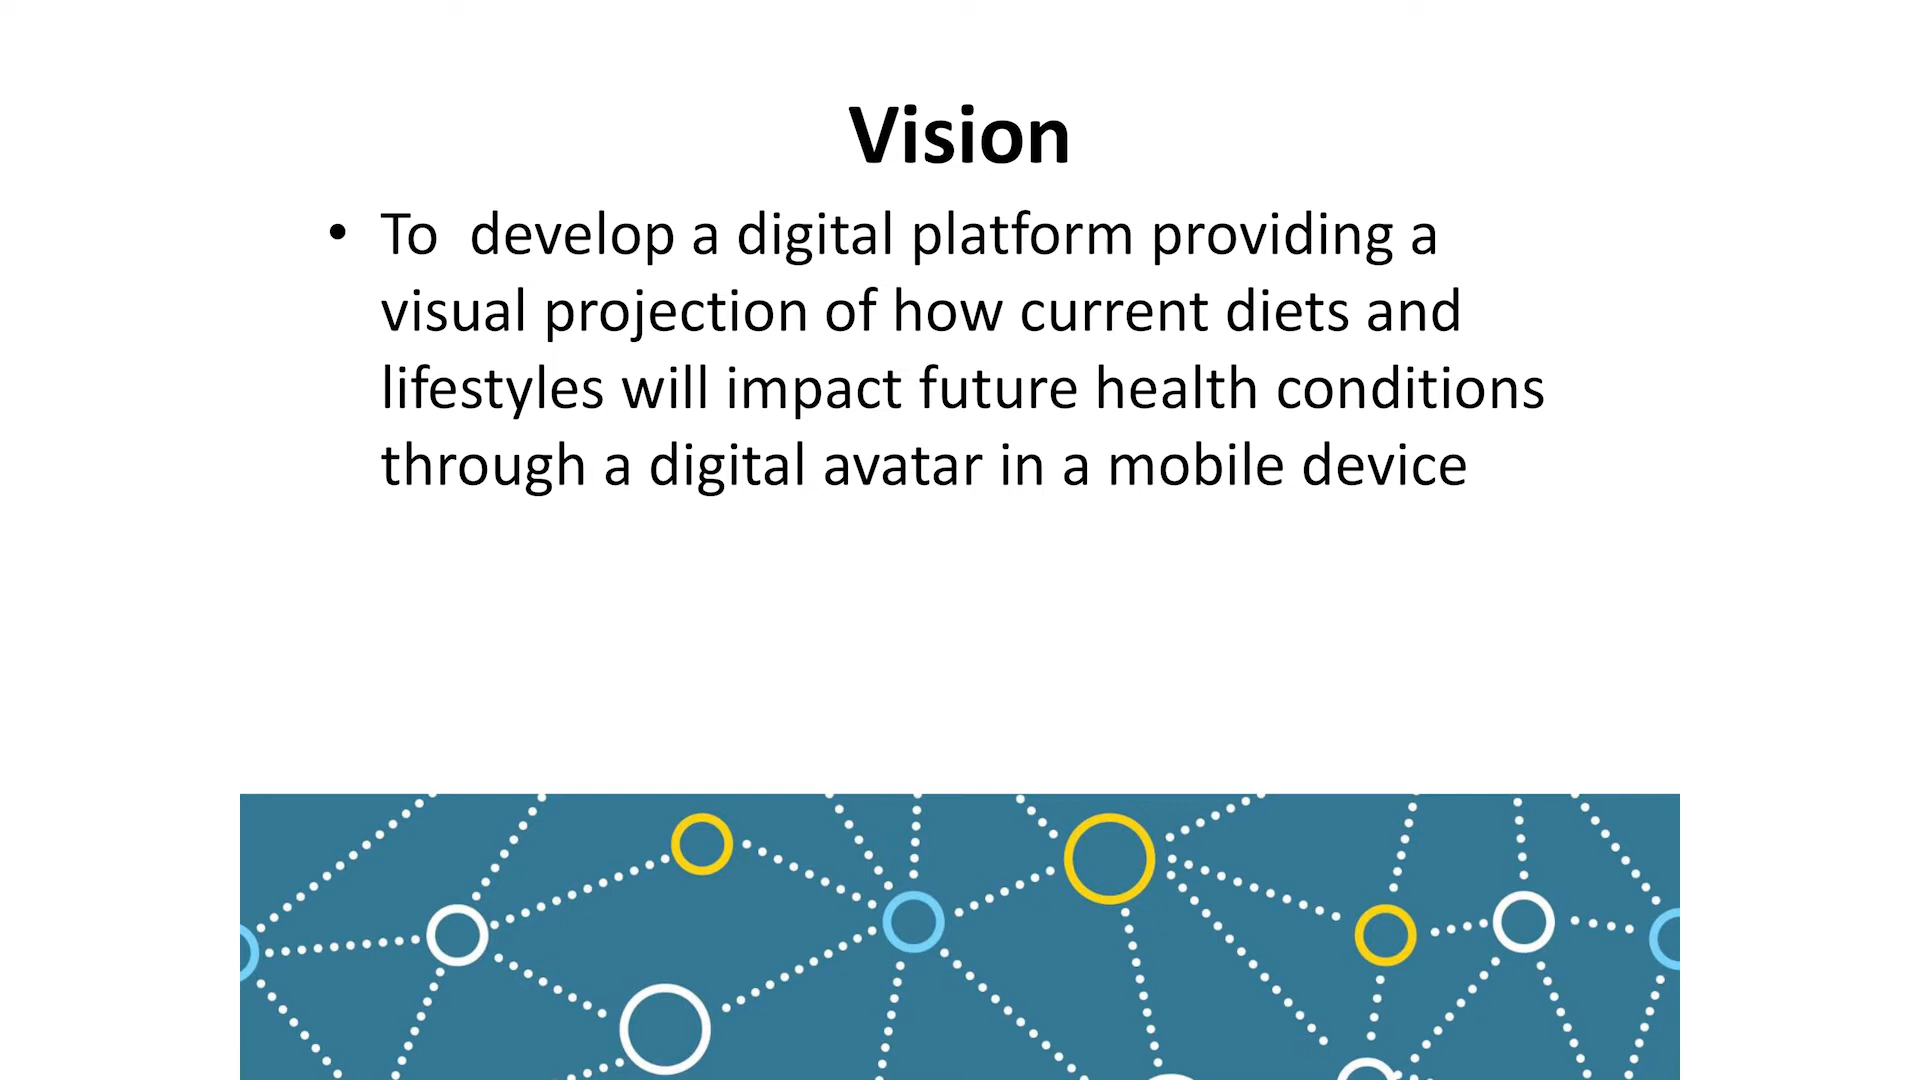 Vision
• To  develop a digital platform providing a
visual projection of how current diets and
lifestyles will impact future health conditions
through a digital avatar in a mobile device